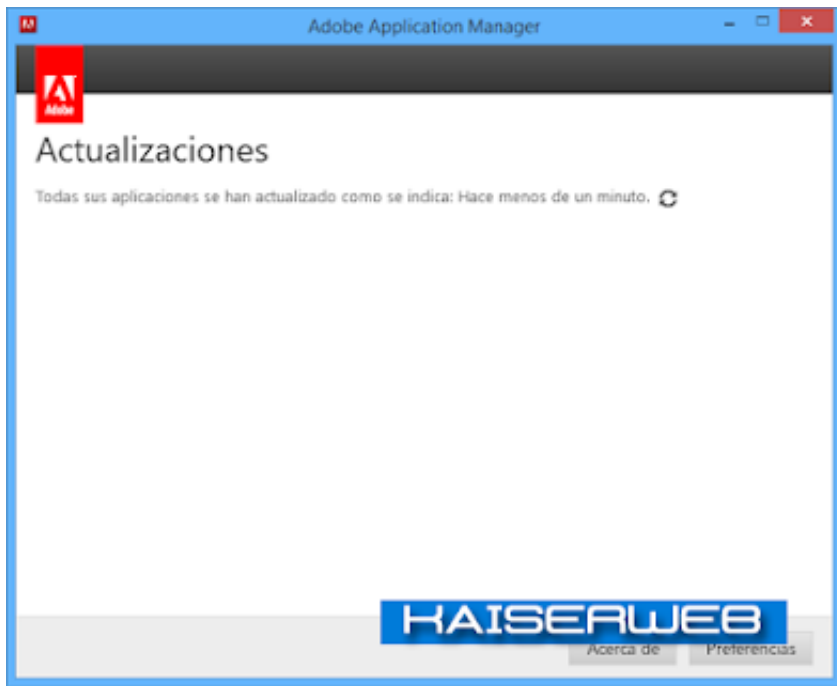 Adobe Application Manager
Adobe
Actualizaciones
Todas sus aplicaciones se han actualizado como se indica: Hace menos de un minuto.
KAISERWEB
Acerca de
Preferencias